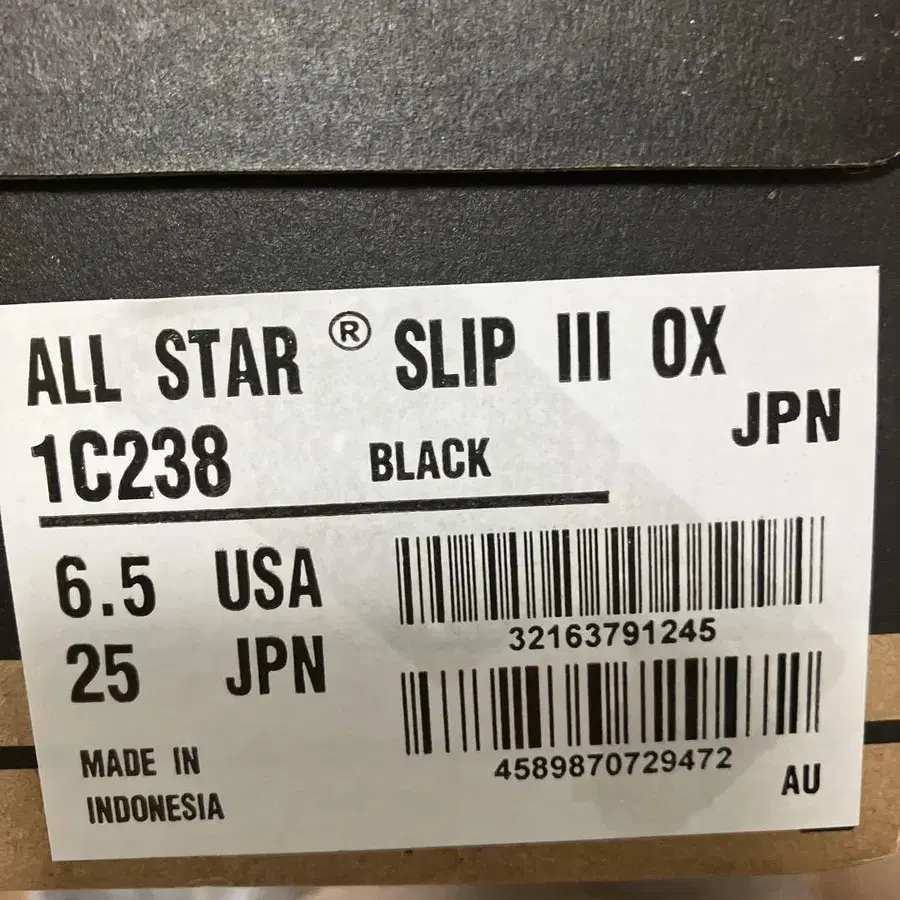 ALL STAR ® SLIP III OX
JPN
1C238 BLACK
6.5 USA
32163791245
25 JPN
4589870729472
MADE IN
INDONESIA
AU